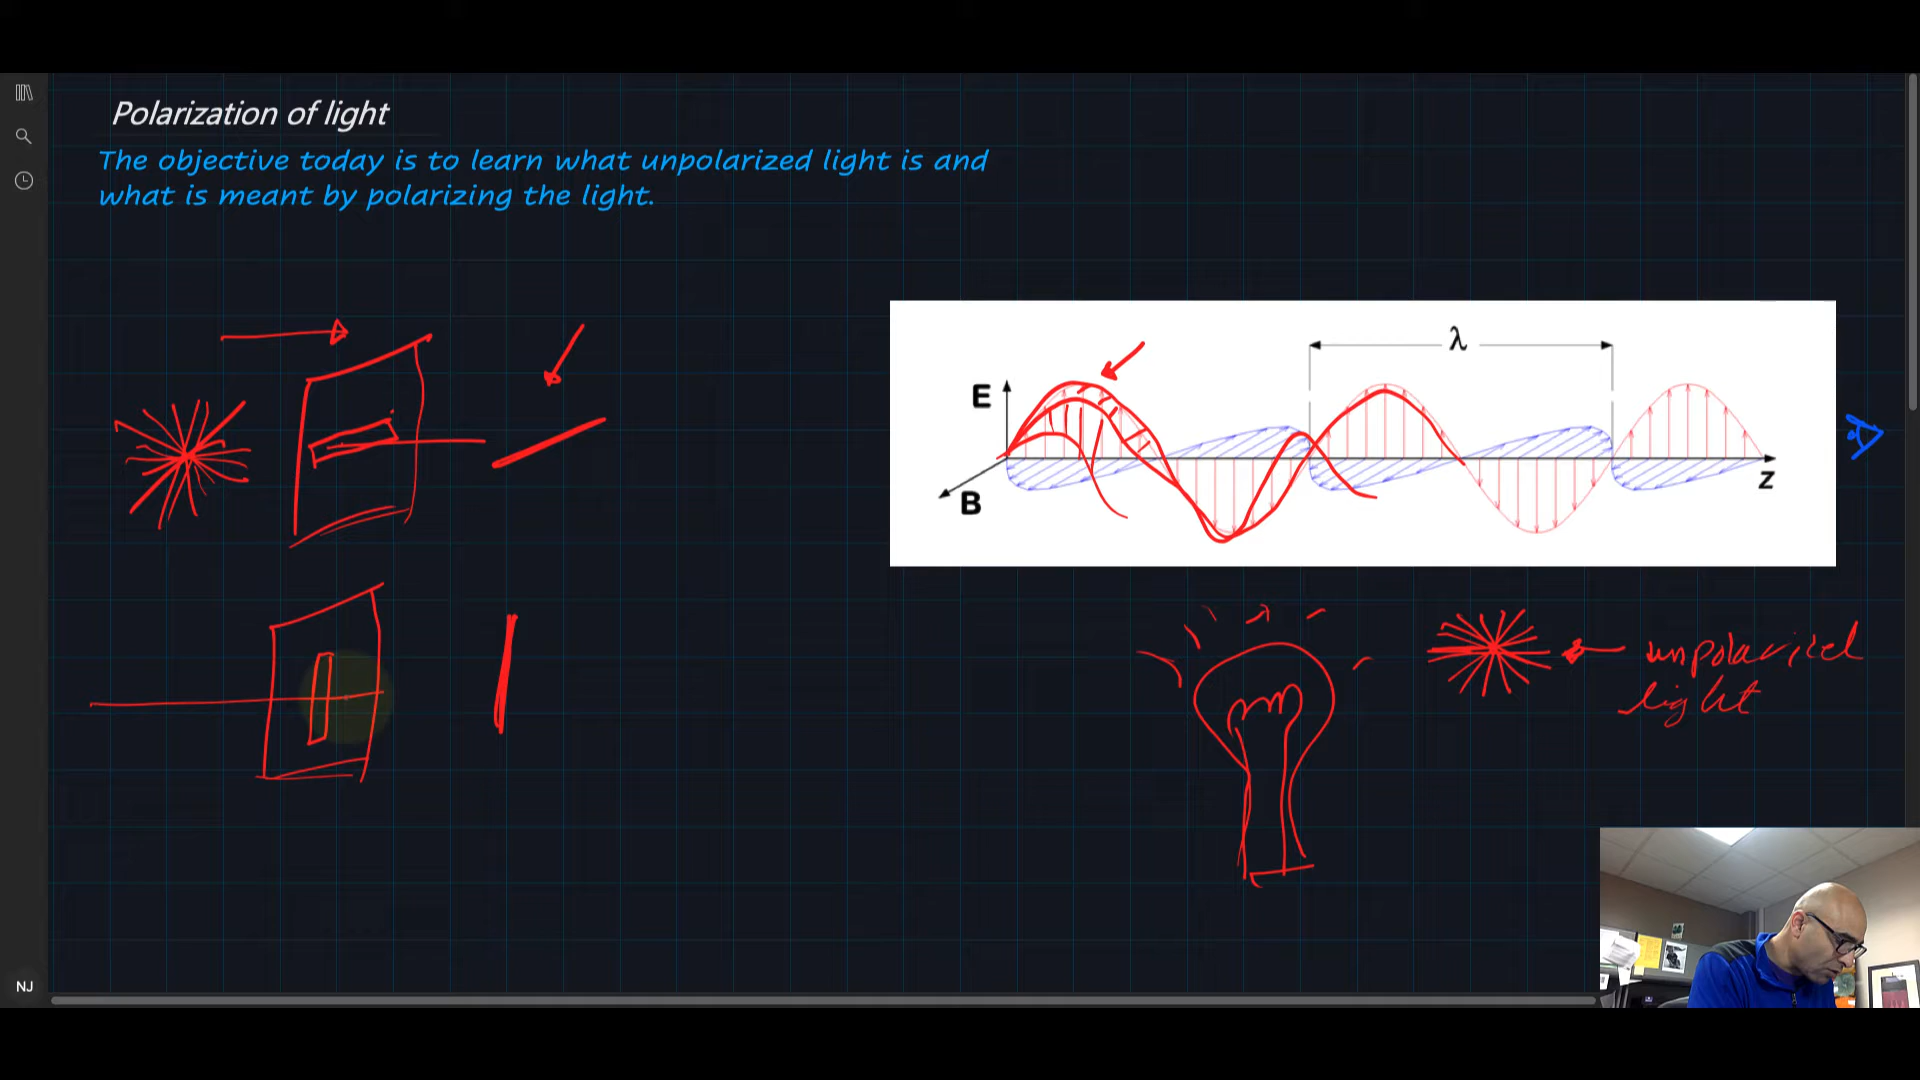 Polarization of light
The objective today is to learn what unpolarized light is and
what is meant by polarizing the light.
λ
E
B
Z
unpolarized
light
NJ